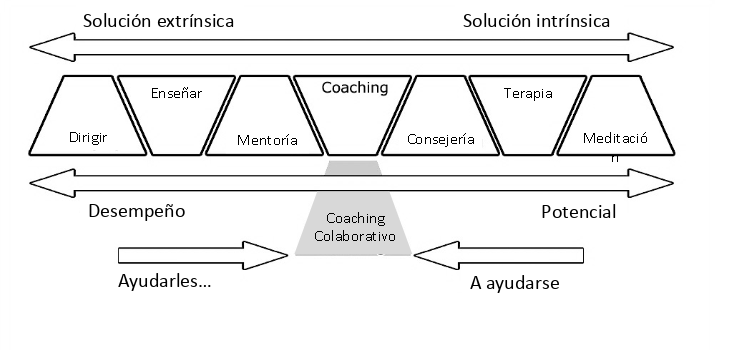 Solución extrínsica
Solución intrínsica
Enseñar
Coaching
Terapia
Dirigir
Mentoría
Consejería
Meditació
n
Desempeño
Potencial
Coaching
Colaborativo
Ayudarles...
A ayudarse